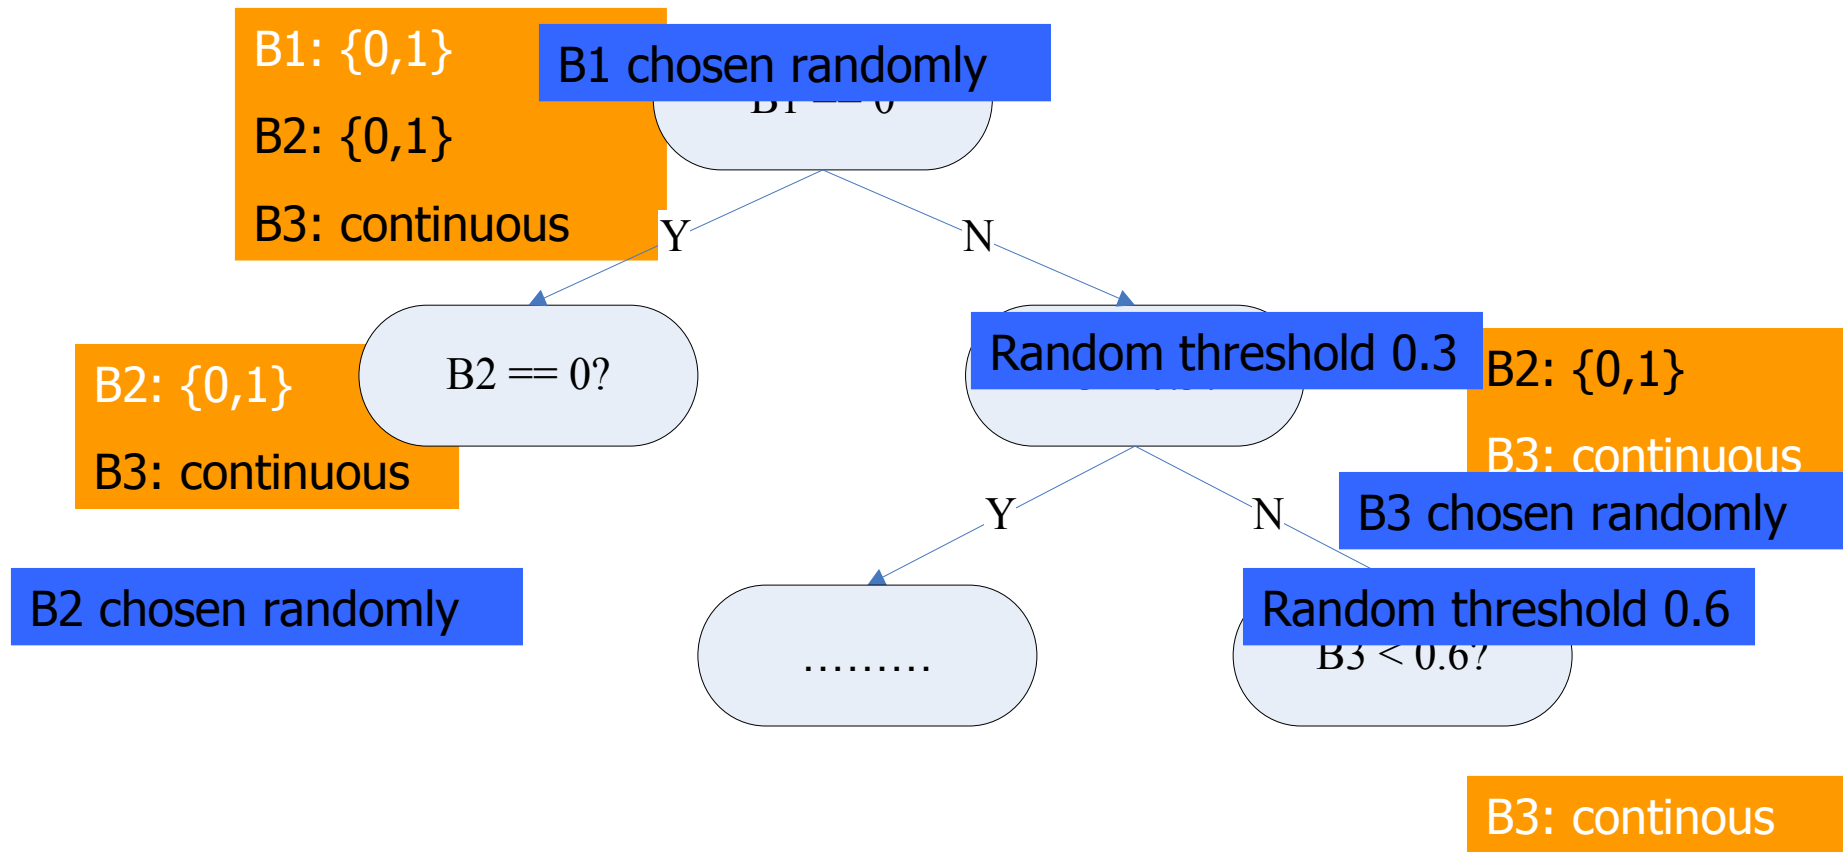 B1: {0,1}
B1 chosen randomly
B1 == 0
B2: {0,1}
B3: continuous
Y
N
B2: {0,1}
B2 == 0?
B3: continuous
Random threshold 0.3
B2: {0,1}
B3: continuous
B3 chosen randomly
Y
N
B2 chosen randomly
Random threshold 0.6
.........
B3 < 0.6?
B3: continous